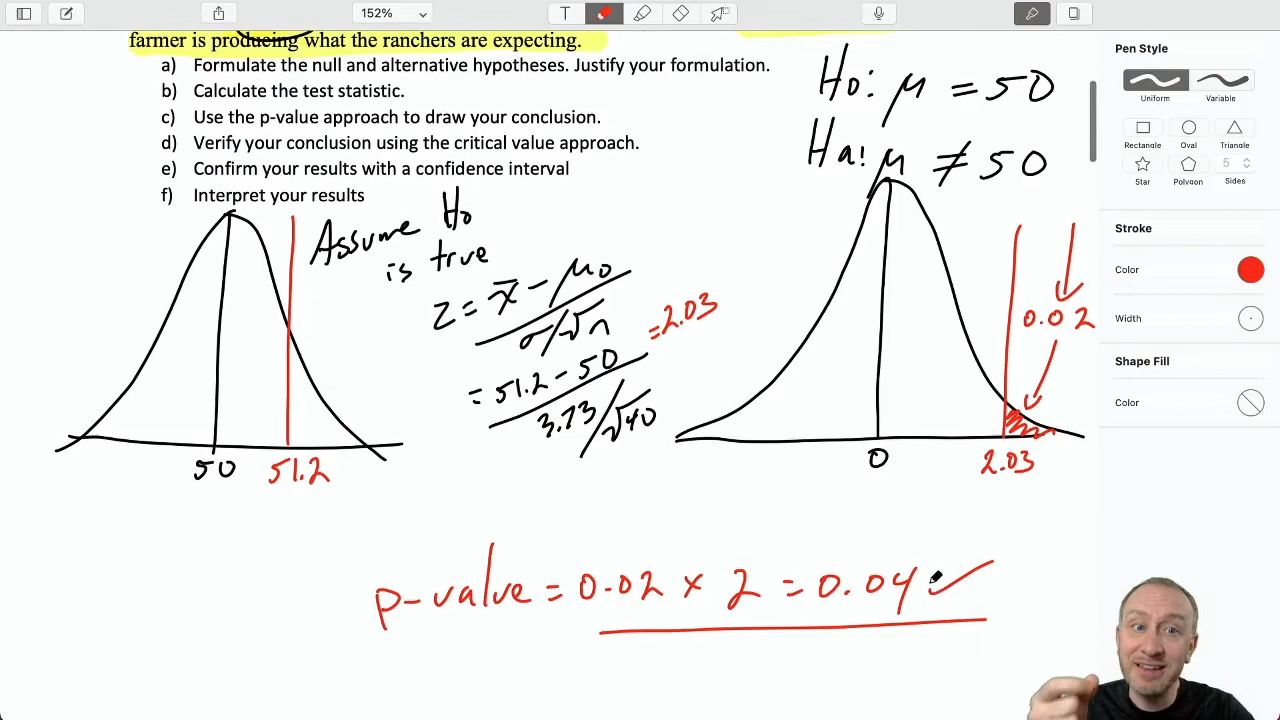 152%
T
farmer is producing what the ranchers are expecting.
a) Formulate the null and alternative hypotheses. Justify your formulation.
b) Calculate the test statistic.
c) Use the p-value approach to draw your conclusion.
d) Verify your conclusion using the critical value approach.
e) Confirm your results with a confidence interval
f) Interpret your results
Ho: μ = 50
Ha: μ ≠ 50
Assume Ho
is true
z = x̄ - μo
σ/√n
= 2.03
= 51.2 - 50
3.73/√40
50
51.2
0.02
0
2.03
p-value = 0.02 x 2 = 0.04 ✓
Pen Style
Uniform Variable
Rectangle Oval Triangle
5
Star Polygon Sides
Stroke
Color
Width
Shape Fill
Color